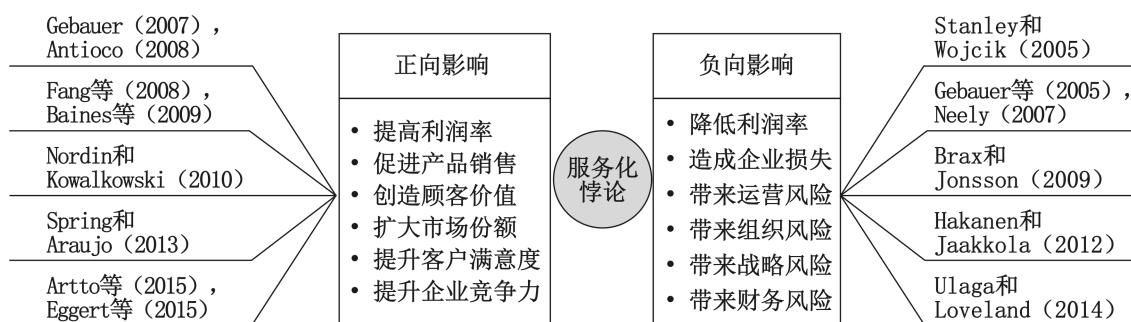 Gebauer（2007），
Antioco（2008）
Fang等（2008），
Baines等（2009）
Nordin和
Kowalkowski（2010）
Spring和
Araujo（2013）
Artto等（2015），
Eggert等（2015）
正向影响
• 提高利润率
• 促进产品销售
• 创造顾客价值
• 扩大市场份额
• 提升客户满意度
• 提升企业竞争力
服务化
悖论
负向影响
• 降低利润率
• 造成企业损失
• 带来运营风险
• 带来组织风险
• 带来战略风险
• 带来财务风险
Stanley和
Wojcik（2005）
Gebauer等（2005），
Neely（2007）
Brax和
Jonsson（2009）
Hakanen和
Jaakkola（2012）
Ulaga和
Loveland（2014）